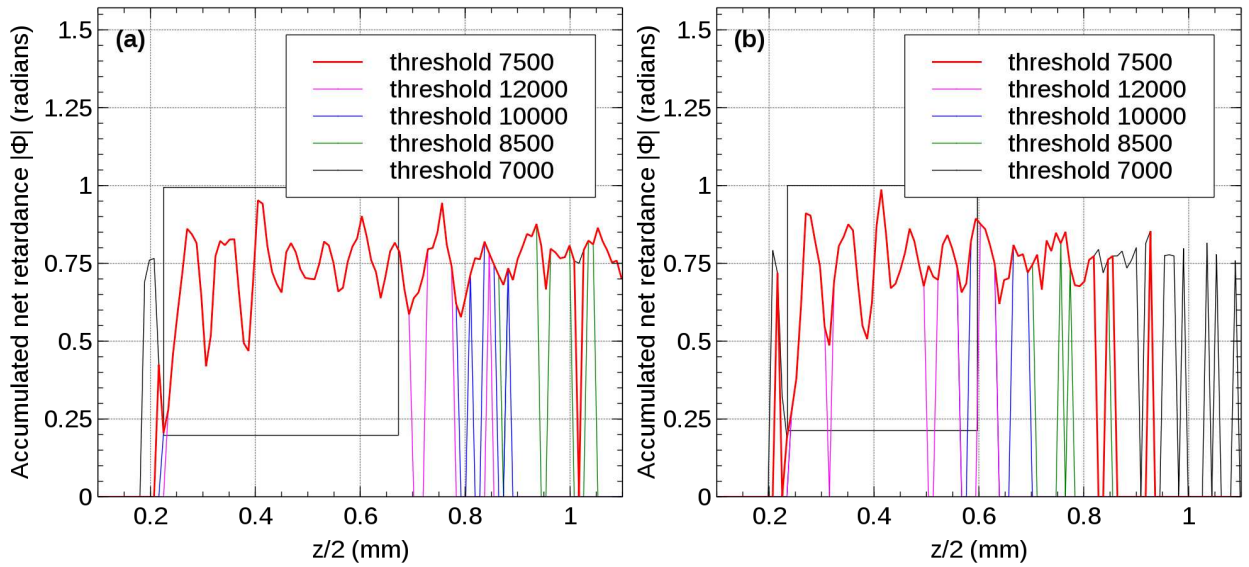 (a)
threshold 7500
threshold 12000
threshold 10000
threshold 8500
threshold 7000
Accumulated net retardance |Φ| (radians)
1.5
1.25
1
0.75
0.5
0.25
0
0.2
0.4
0.6
0.8
1
z/2 (mm)
(b)
threshold 7500
threshold 12000
threshold 10000
threshold 8500
threshold 7000
Accumulated net retardance |Φ| (radians)
1.5
1.25
1
0.75
0.5
0.25
0
0.2
0.4
0.6
0.8
1
z/2 (mm)